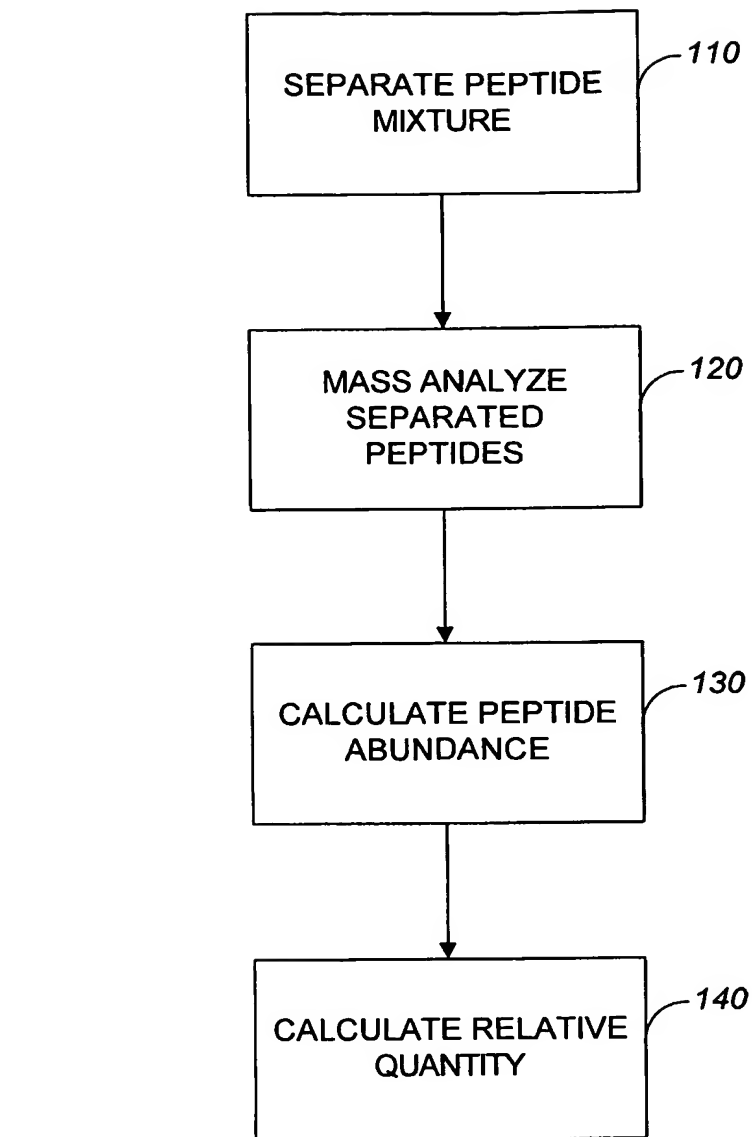 SEPARATE PEPTIDE
MIXTURE
110
MASS ANALYZE
SEPARATED
PEPTIDES
120
CALCULATE PEPTIDE
ABUNDANCE
130
CALCULATE RELATIVE
QUANTITY
140